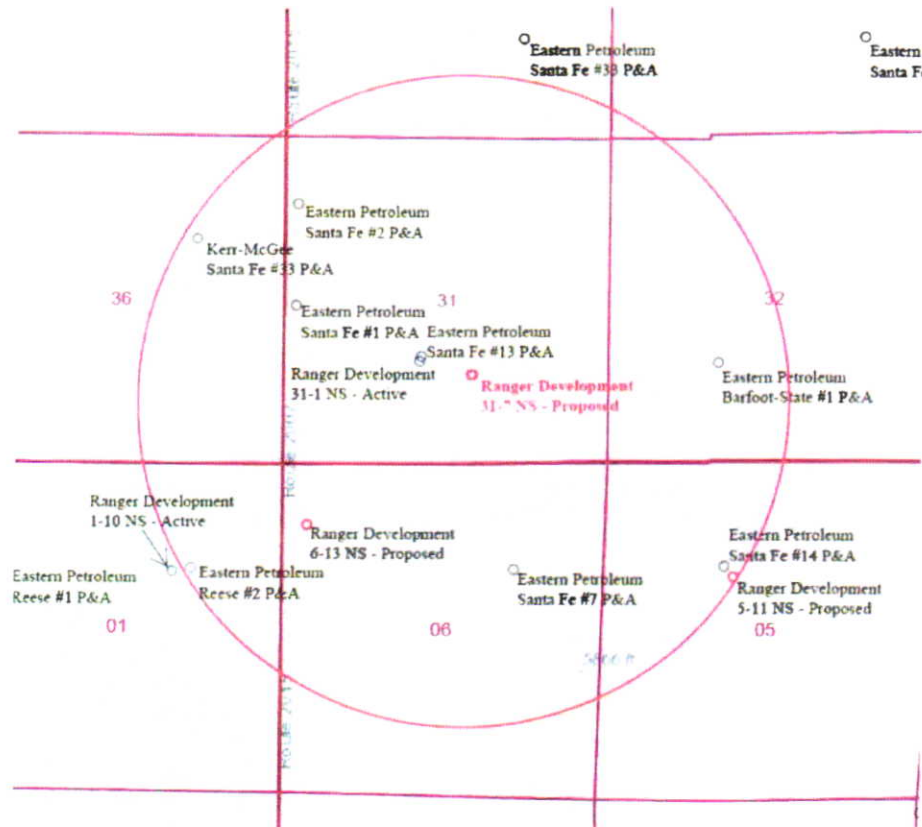 Eastern Petroleum
Santa Fe #33 P&A
Eastern
Santa Fe
Eastern Petroleum
Santa Fe #2 P&A
Kerr-McGee
Santa Fe #33 P&A
36
31
32
Eastern Petroleum
Santa Fe #1 P&A
Eastern Petroleum
Santa Fe #13 P&A
Ranger Development
31-1 NS - Active
Ranger Development
31-7 NS - Proposed
Eastern Petroleum
Barfoot-State #1 P&A
Route
Ranger Development
1-10 NS - Active
Ranger Development
6-13 NS - Proposed
Eastern Petroleum
Santa Fe #14 P&A
Eastern Petroleum
Reese #1 P&A
Eastern Petroleum
Reese #2 P&A
Eastern Petroleum
Santa Fe #7 P&A
Ranger Development
5-11 NS - Proposed
01
06
05
Route